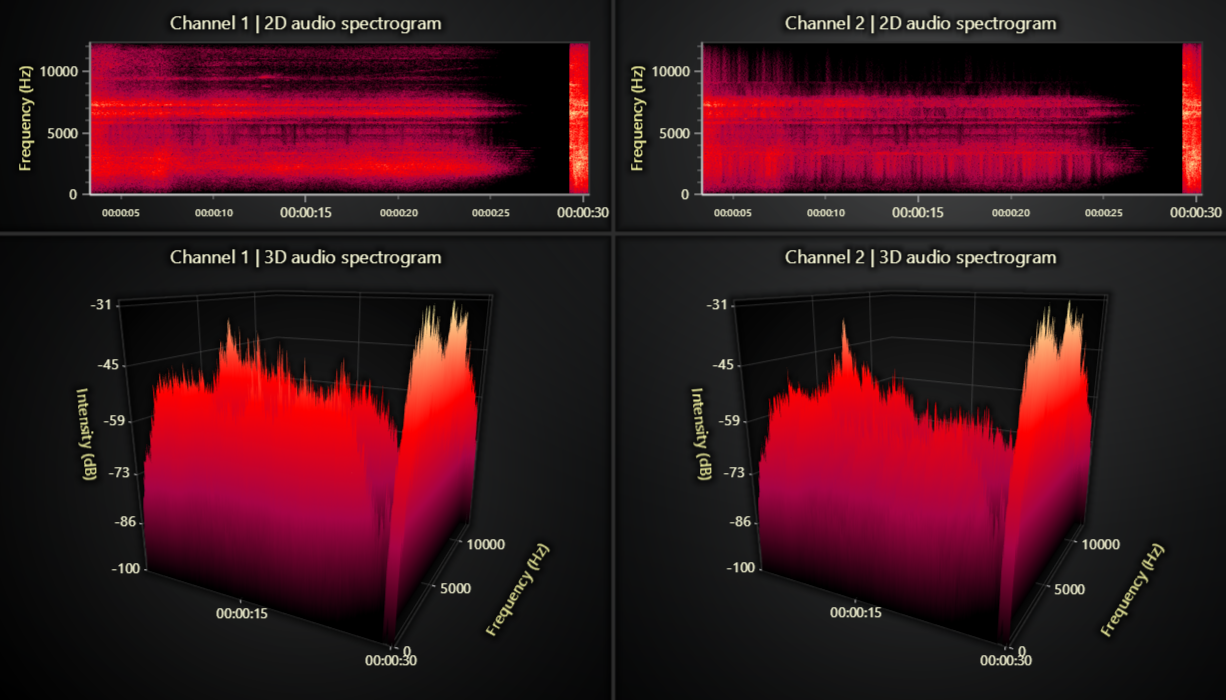 Channel 1 | 2D audio spectrogram
Frequency (Hz)
10000
5000
0
00:00:05 00:00:10 00:00:15 00:00:20 00:00:25 00:00:30
Channel 2 | 2D audio spectrogram
Frequency (Hz)
10000
5000
0
00:00:05 00:00:10 00:00:15 00:00:20 00:00:25 00:00:30
Channel 1 | 3D audio spectrogram
Intensity (dB)
-31
-45
-59
-73
-86
-100
00:00:15
00:00:30
0
5000
10000
Frequency (Hz)
Channel 2 | 3D audio spectrogram
Intensity (dB)
-31
-45
-59
-73
-86
-100
00:00:15
00:00:30
0
5000
10000
Frequency (Hz)